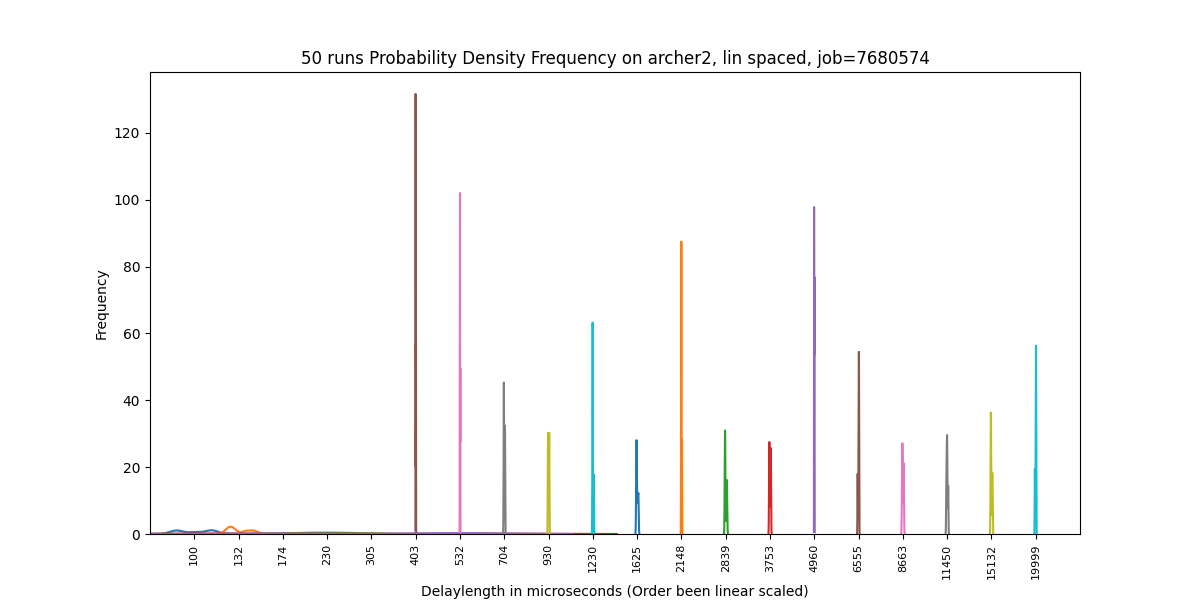 50 runs Probability Density Frequency on archer2, lin spaced, job=7680574
120
100
80
60
40
20
0
Frequency
100 132 174 230 305 403 532 704 930 1230 1625 2148 2839 3753 4960 6555 8663 11450 15132 19999
Delaylength in microseconds (Order been linear scaled)